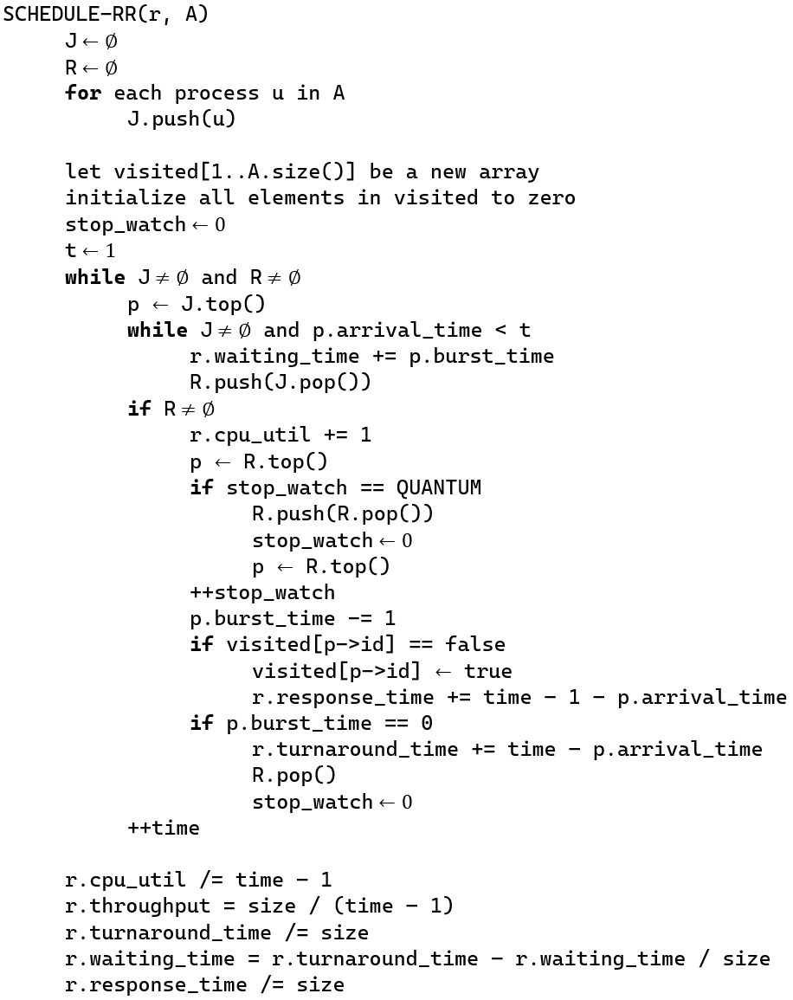 SCHEDULE-RR(r, A)
J ← ∅
R ← ∅
for each process u in A
J.push(u)
let visited[1..A.size()] be a new array
initialize all elements in visited to zero
stop_watch ← 0
t ← 1
while J ≠ ∅ and R ≠ ∅
p ← J.top()
while J ≠ ∅ and p.arrival_time < t
r.waiting_time += p.burst_time
R.push(J.pop())
if R ≠ ∅
r.cpu_util += 1
p ← R.top()
if stop_watch == QUANTUM
R.push(R.pop())
stop_watch ← 0
p ← R.top()
++stop_watch
p.burst_time -= 1
if visited[p->id] == false
visited[p->id] ← true
r.response_time += time - 1 - p.arrival_time
if p.burst_time == 0
r.turnaround_time += time - p.arrival_time
R.pop()
stop_watch ← 0
++time
r.cpu_util /= time - 1
r.throughput = size / (time - 1)
r.turnaround_time /= size
r.waiting_time = r.turnaround_time - r.waiting_time / size
r.response_time /= size